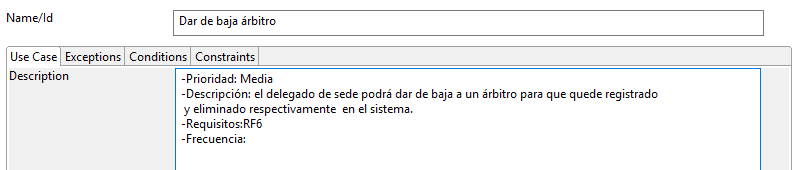 Name/Id
Dar de baja árbitro
Use Case Exceptions Conditions Constraints
Description
-Prioridad: Media
-Descripción: el delegado de sede podrá dar de baja a un árbitro para que quede registrado
y eliminado respectivamente  en el sistema.
-Requisitos:RF6
-Frecuencia: